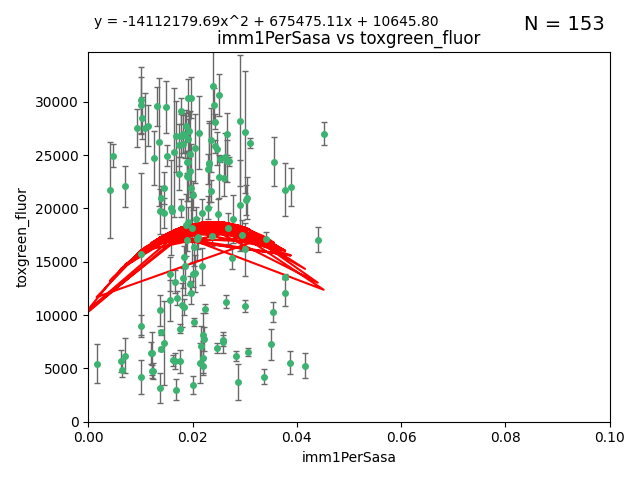 y = -14112179.69x^2 + 675475.11x + 10645.80
N = 153
imm1PerSasa vs toxgreen_fluor
30000
25000
20000
15000
10000
5000
0
toxgreen_fluor
0.00 0.02 0.04 0.06 0.08 0.10
imm1PerSasa